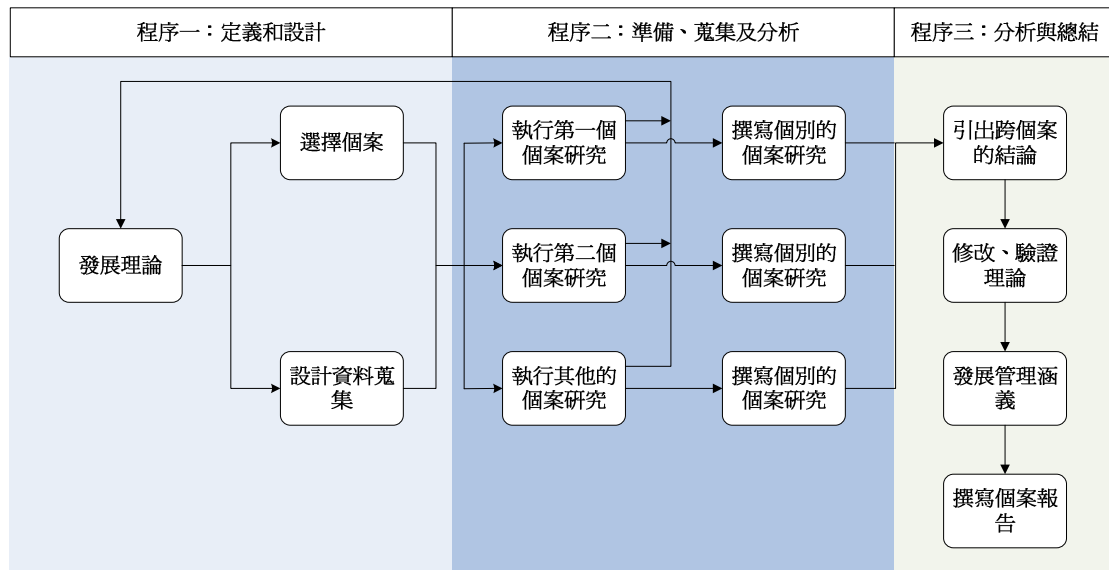 程序一：定義和設計
程序二：準備、蒐集及分析
程序三：分析與總結
發展理論
選擇個案
設計資料蒐
集
執行第一個
個案研究
撰寫個別的
個案研究
執行第二個
個案研究
撰寫個別的
個案研究
執行其他的
個案研究
撰寫個別的
個案研究
引出跨個案
的結論
修改、驗證
理論
發展管理涵
義
撰寫個案報
告